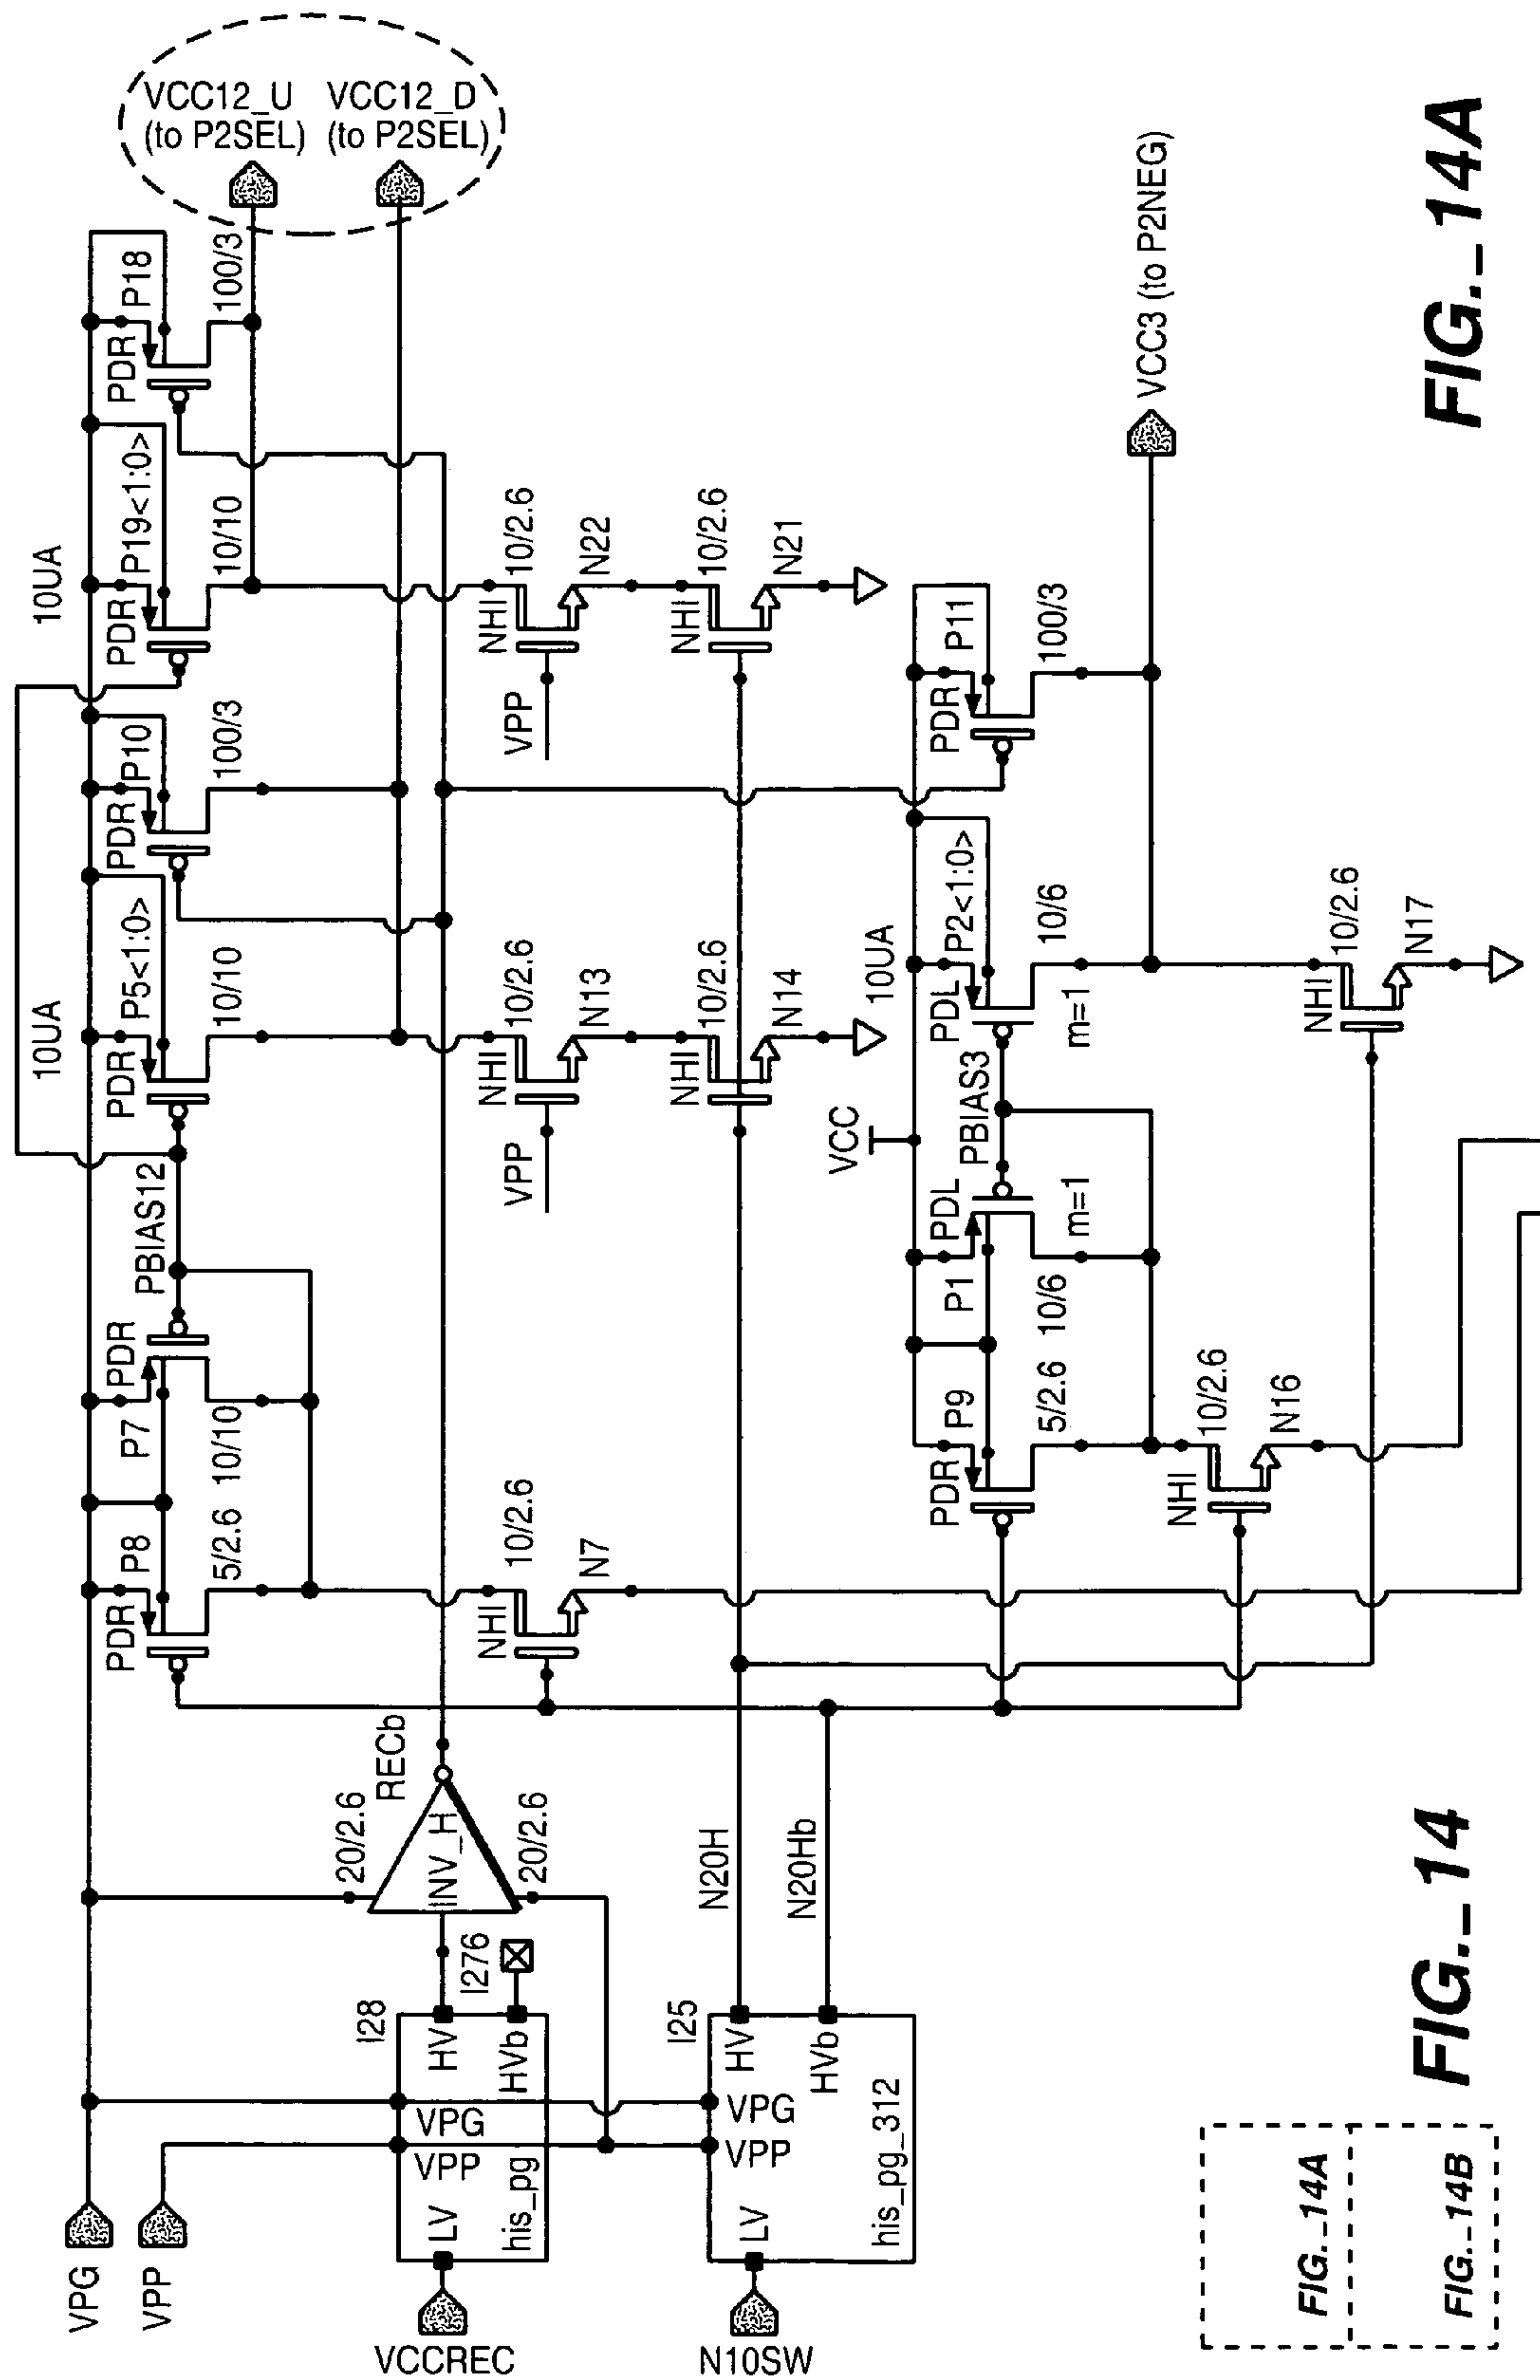 VPG
VPP
VCCREC
N10SW
LV
VPP
VPG
HV
HVb
his_pg
I28
I276
LV
VPP
VPG
HV
HVb
his_pg_312
I25
INV_H
20/2.6
20/2.6
RECb
N20H
N20Hb
PDR
P8
5/2.6
P7
PDR
10/10
PBIAS12
10UA
PDR
P5<1:0>
10/10
PDR
P10
100/3
10UA
PDR
P19<1:0>
10/10
PDR
P18
100/3
VCC12_U
(to P2SEL)
VCC12_D
(to P2SEL)
NHI
10/2.6
N7
VPP
NHI
10/2.6
N13
NHI
10/2.6
N14
VPP
NHI
10/2.6
N22
NHI
10/2.6
N21
VCC
PDR
P9
5/2.6
P1
PDL
10/6
m=1
PBIAS3
10UA
PDL
P2<1:0>
10/6
m=1
PDR
P11
100/3
VCC3 (to P2NEG)
NHI
10/2.6
N16
NHI
10/2.6
N17
FIG._14A
FIG._14B
FIG._14
FIG._14A